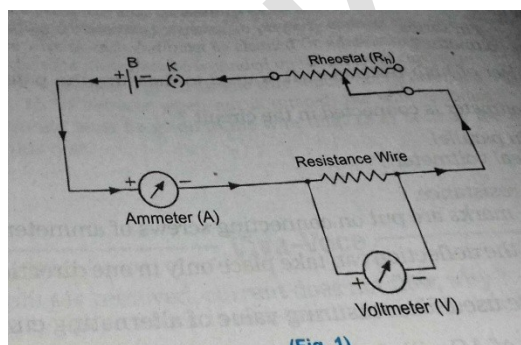 B
K
+
−
Rheostat (Rh)
Resistance Wire
+
−
Ammeter (A)
+
−
Voltmeter (V)
(Fig. 1)